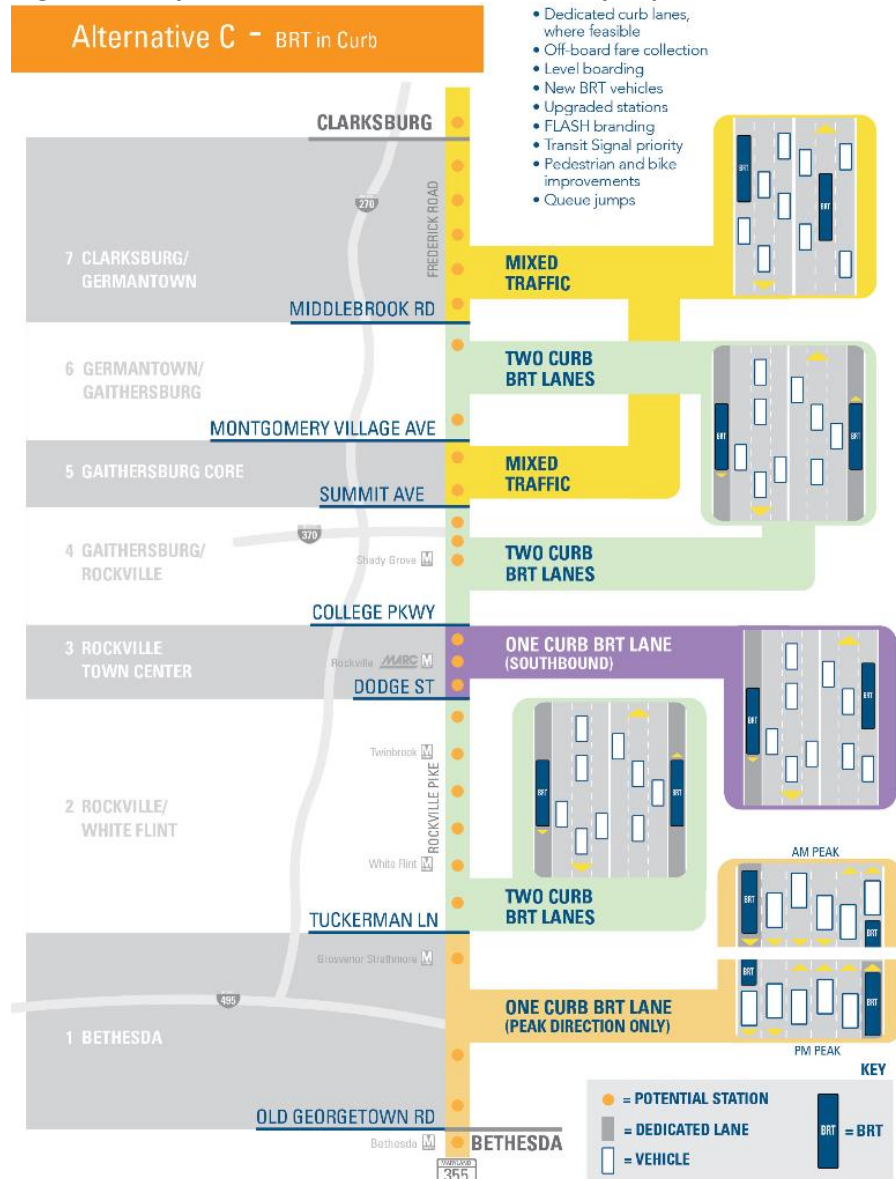 Alternative C - BRT in Curb
• Dedicated curb lanes,
where feasible
• Off-board fare collection
• Level boarding
• New BRT vehicles
• Upgraded stations
• FLASH branding
• Transit Signal priority
• Pedestrian and bike
improvements
• Queue jumps
CLARKSBURG
270
FREDERICK ROAD
7 CLARKSBURG/
GERMANTOWN
MIXED
TRAFFIC
BRT
BRT
MIDDLEBROOK RD
6 GERMANTOWN/
GAITHERSBURG
TWO CURB
BRT LANES
BRT
BRT
MONTGOMERY VILLAGE AVE
5 GAITHERSBURG CORE
MIXED
TRAFFIC
SUMMIT AVE
370
4 GAITHERSBURG/
ROCKVILLE
Shady Grove M
TWO CURB
BRT LANES
COLLEGE PKWY
3 ROCKVILLE
TOWN CENTER
Rockville MARC M
ONE CURB BRT LANE
(SOUTHBOUND)
BRT
BRT
DODGE ST
Twinbrook M
ROCKVILLE PIKE
2 ROCKVILLE/
WHITE FLINT
BRT
BRT
White Flint M
TWO CURB
BRT LANES
TUCKERMAN LN
AM PEAK
BRT
BRT
Grosvenor Strathmore M
495
1 BETHESDA
ONE CURB BRT LANE
(PEAK DIRECTION ONLY)
BRT
BRT
PM PEAK
OLD GEORGETOWN RD
Bethesda M
BETHESDA
MARYLAND
355
KEY
= POTENTIAL STATION
= DEDICATED LANE
= VEHICLE
BRT = BRT